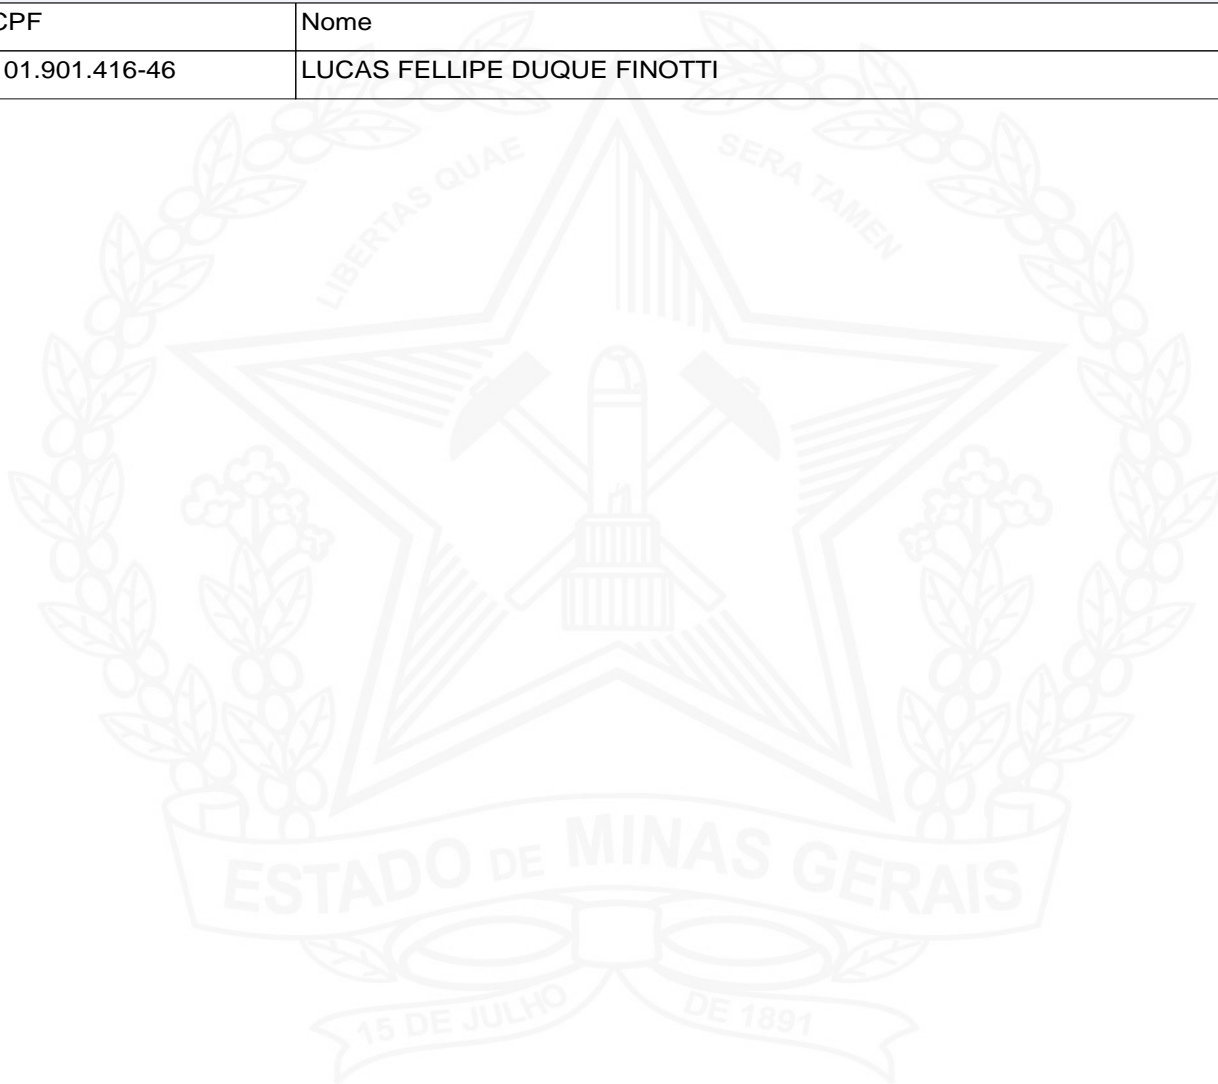 CPF Nome
01.901.416-46 LUCAS FELLIPE DUQUE FINOTTI
LIBERTAS QUAE SERA TAMEN
ESTADO DE MINAS GERAIS
15 DE JULHO DE 1891